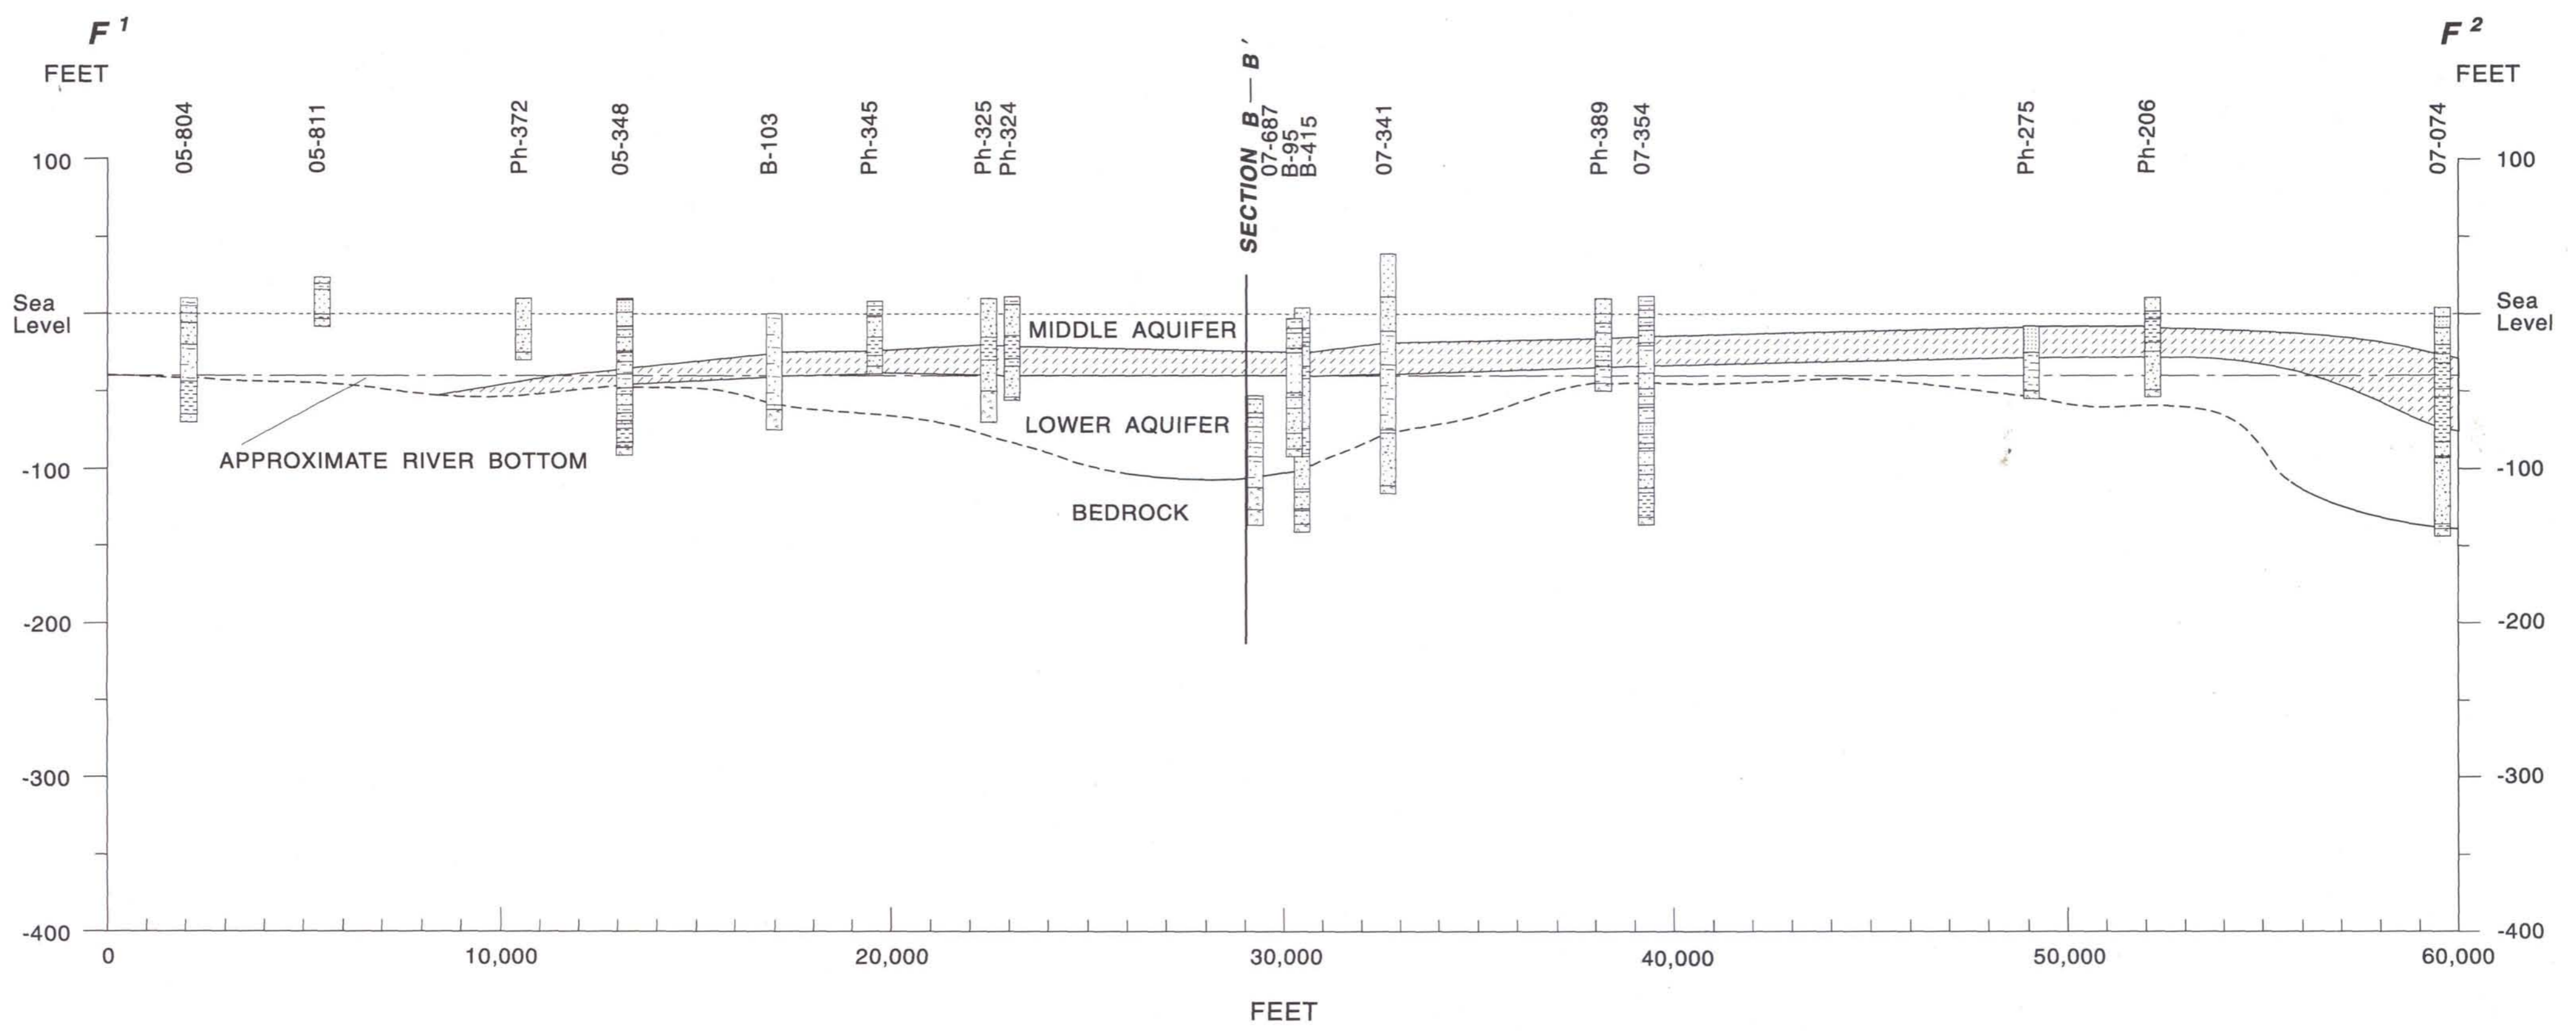 F 1
F 2
FEET
FEET
05-804
05-811
Ph-372
05-348
B-103
Ph-345
Ph-325
Ph-324
SECTION B — B′
07-687
B-95
B-415
07-341
Ph-389
07-354
Ph-275
Ph-206
07-074
100
100
Sea
Level
Sea
Level
MIDDLE AQUIFER
LOWER AQUIFER
APPROXIMATE RIVER BOTTOM
-100
-100
BEDROCK
-200
-200
-300
-300
-400
-400
0
10,000
20,000
30,000
40,000
50,000
60,000
FEET